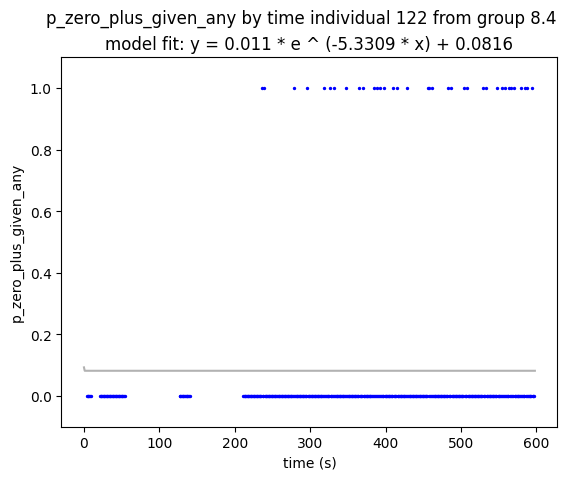 p_zero_plus_given_any by time individual 122 from group 8.4
model fit: y = 0.011 * e ^ (-5.3309 * x) + 0.0816
1.0
0.8
0.6
0.4
0.2
0.0
p_zero_plus_given_any
0 100 200 300 400 500 600
time (s)